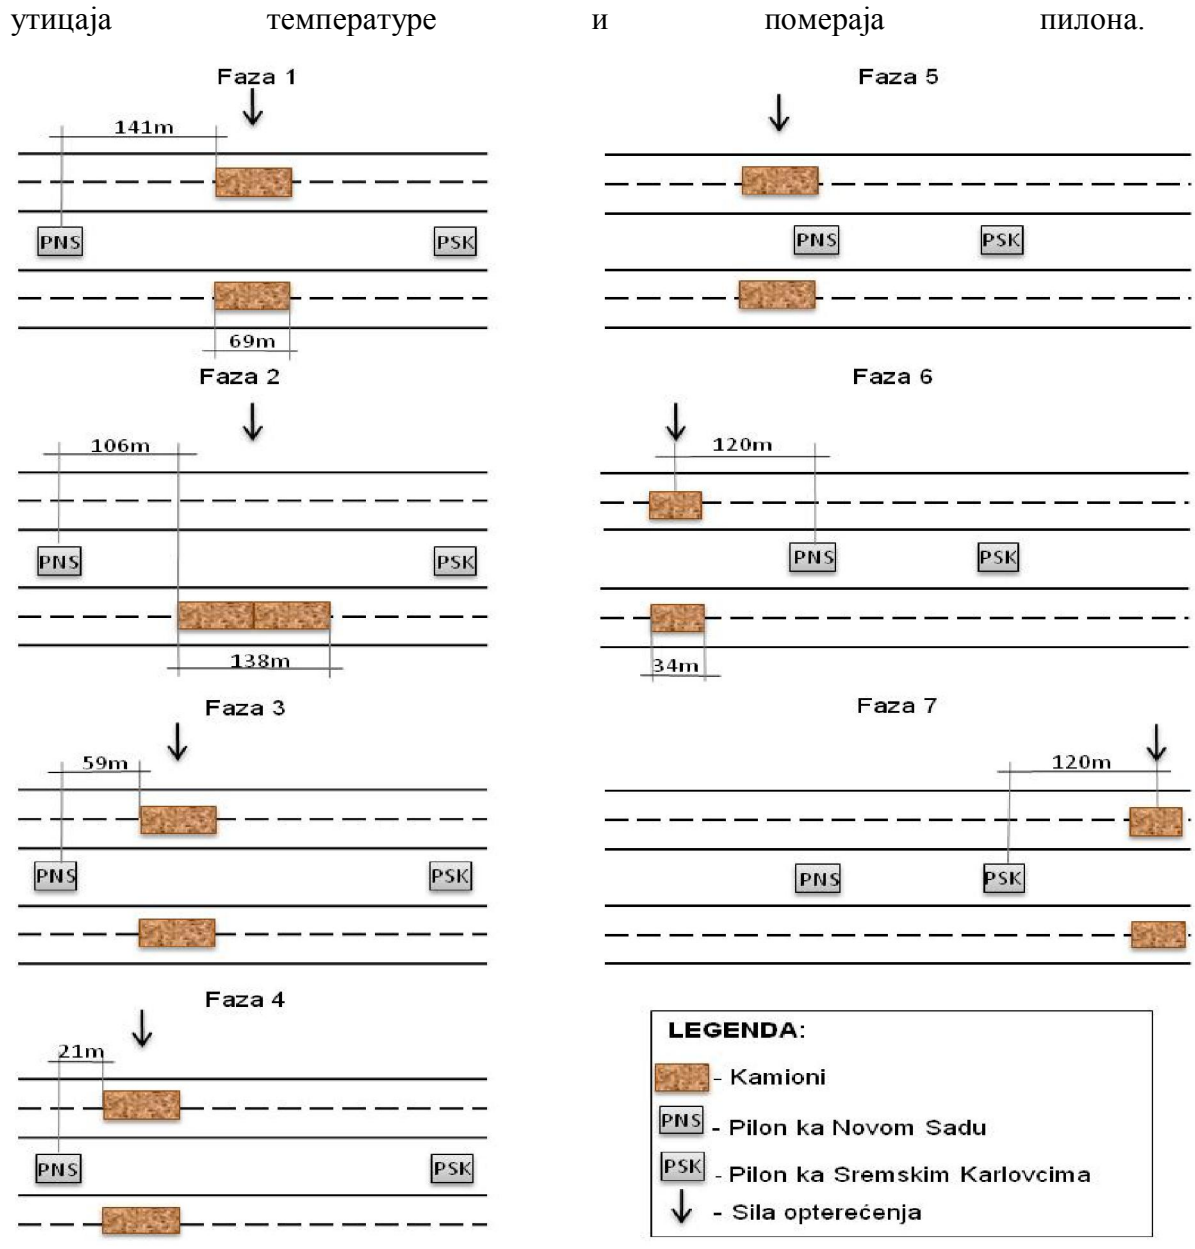 утицаја температуре и помераја пилона.
Faza 1
141m
PNS
PSK
69m
Faza 2
106m
PNS
PSK
138m
Faza 3
59m
PNS
PSK
Faza 4
21m
PNS
PSK
Faza 5
PNS
PSK
Faza 6
120m
PNS
PSK
34m
Faza 7
120m
PNS
PSK
LEGENDA:
- Kamioni
PNS - Pilon ka Novom Sadu
PSK - Pilon ka Sremskim Karlovcima
- Sila opterećenja